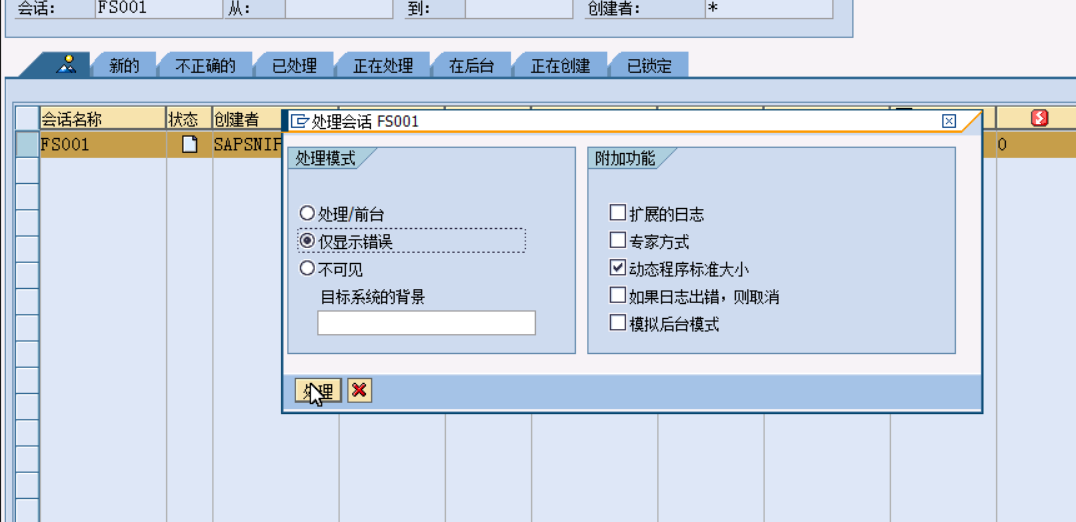 会话: FS001 从: 到: 创建者: *
新的 不正确的 已处理 正在处理 在后台 正在创建 已锁定
会话名称 状态 创建者
FS001 SAPSNIF 0
处理会话 FS001
处理模式
处理/前台
仅显示错误
不可见
目标系统的背景
附加功能
扩展的日志
专家方式
动态程序标准大小
如果日志出错，则取消
模拟后台模式
处理